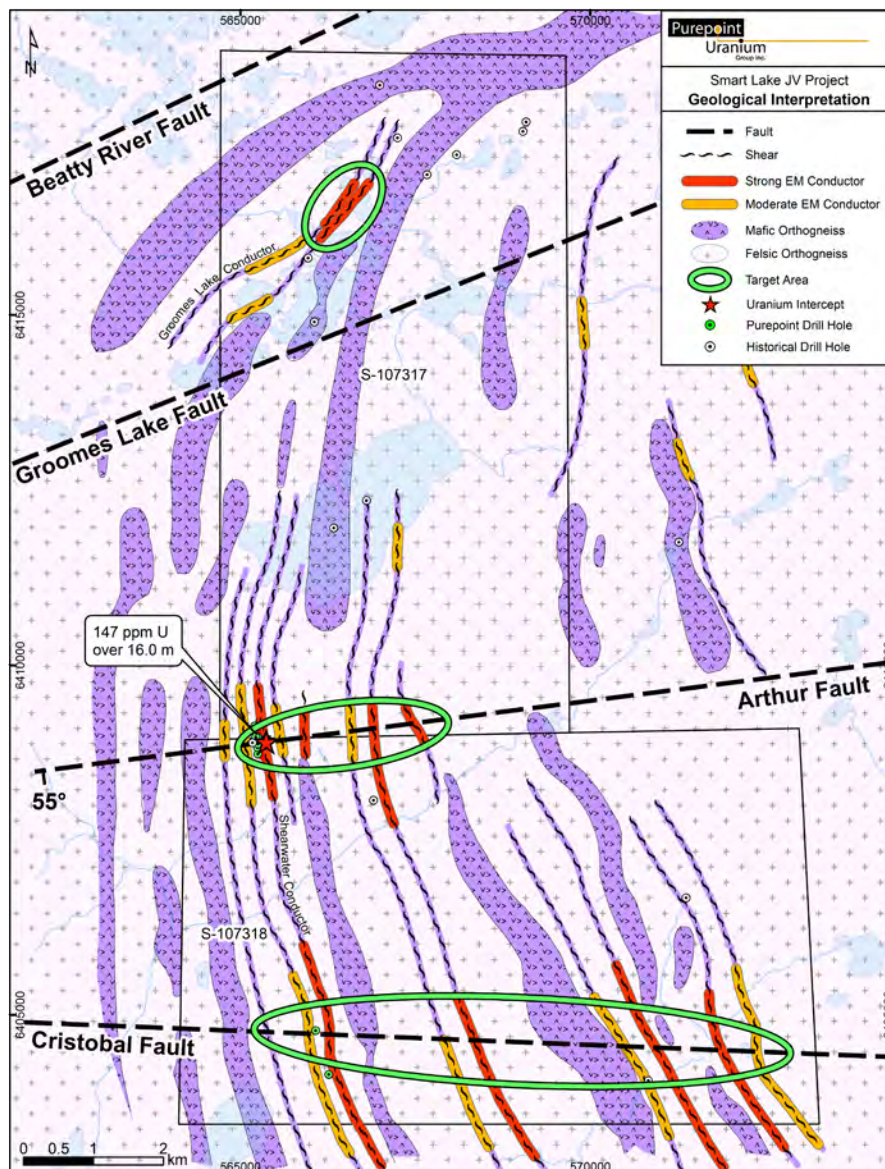 565000
570000
N
Purepoint
Uranium
Group Inc.
Smart Lake JV Project
Geological Interpretation
Fault
Shear
Strong EM Conductor
Moderate EM Conductor
Mafic Orthogneiss
Felsic Orthogneiss
Target Area
Uranium Intercept
Purepoint Drill Hole
Historical Drill Hole
Beatty River Fault
Groomes Lake Conductor
6415000
S-107317
Groomes Lake Fault
147 ppm U
over 16.0 m
6410000
Arthur Fault
55°
Shearwater Conductor
S-107318
6405000
Cristobal Fault
0 0.5 1 2
km
565000
570000